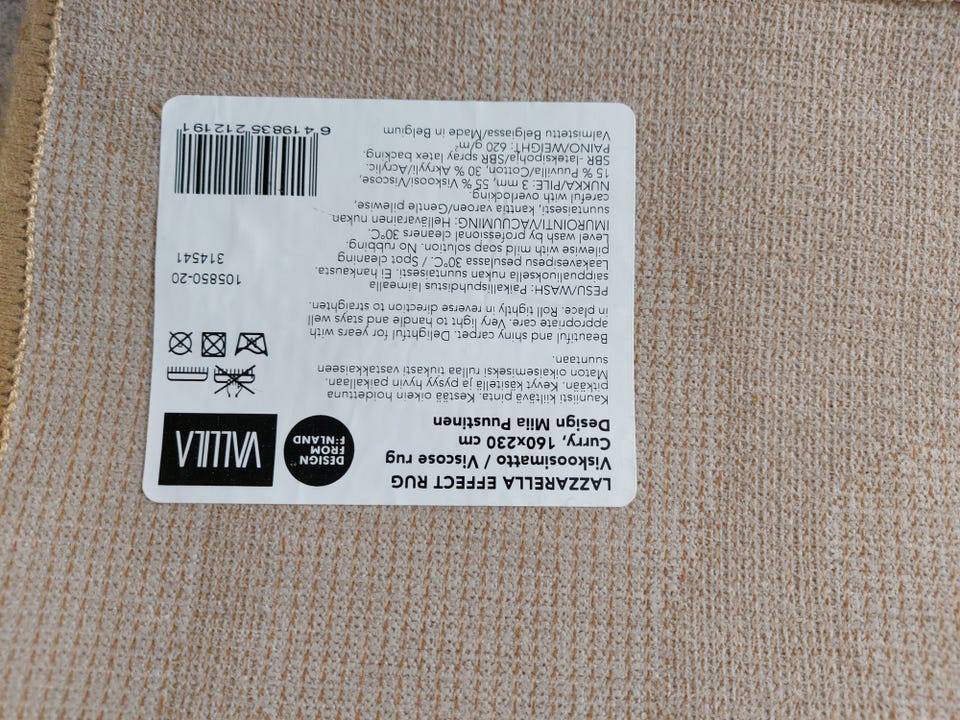 LAZZARELLA EFFECT RUG
Viskoosimatto / Viscose rug
Curry, 160x230 cm
Design Miia Puustinen
DESIGN
FROM
FINLAND
VALLILA
Kauniisti kiiltävä pinta. Kestää oikein hoidettuna
pitkään. Kevyt käsitellä ja pysyy hyvin paikallaan.
Maton oikaisemiseksi rullaa tiukasti vastakkaiseen
suuntaan.
Beautiful and shiny carpet. Delightful for years with
appropriate care. Very light to handle and stays well
in place. Roll tightly in reverse direction to straighten
PESU/WASH: Paikallispuhdistus laimealla
saippualiuoksella nukan suuntaisesti. Ei hankausta.
Laakavesipesu pesulassa 30°C. / Spot cleaning
pilewise with mild soap solution. No rubbing.
Level wash by professional cleaners 30°C.
IMUROINTI/VACUUMING: Hellävarainen nukan
suuntaisesti, kanttia varoen/Gentle pilewise,
careful with overlocking.
NUKKA/PILE: 3 mm, 55 % Viskoosi/Viscose,
15 % Puuvilla/Cotton, 30 % Akryyli/Acrylic.
SBR -lateksipohja/SBR spray latex backing.
PAINO/WEIGHT: 620 g/m²
Valmistettu Belgiassa/Made in Belgium
105850-20
314541
6 419835 212191